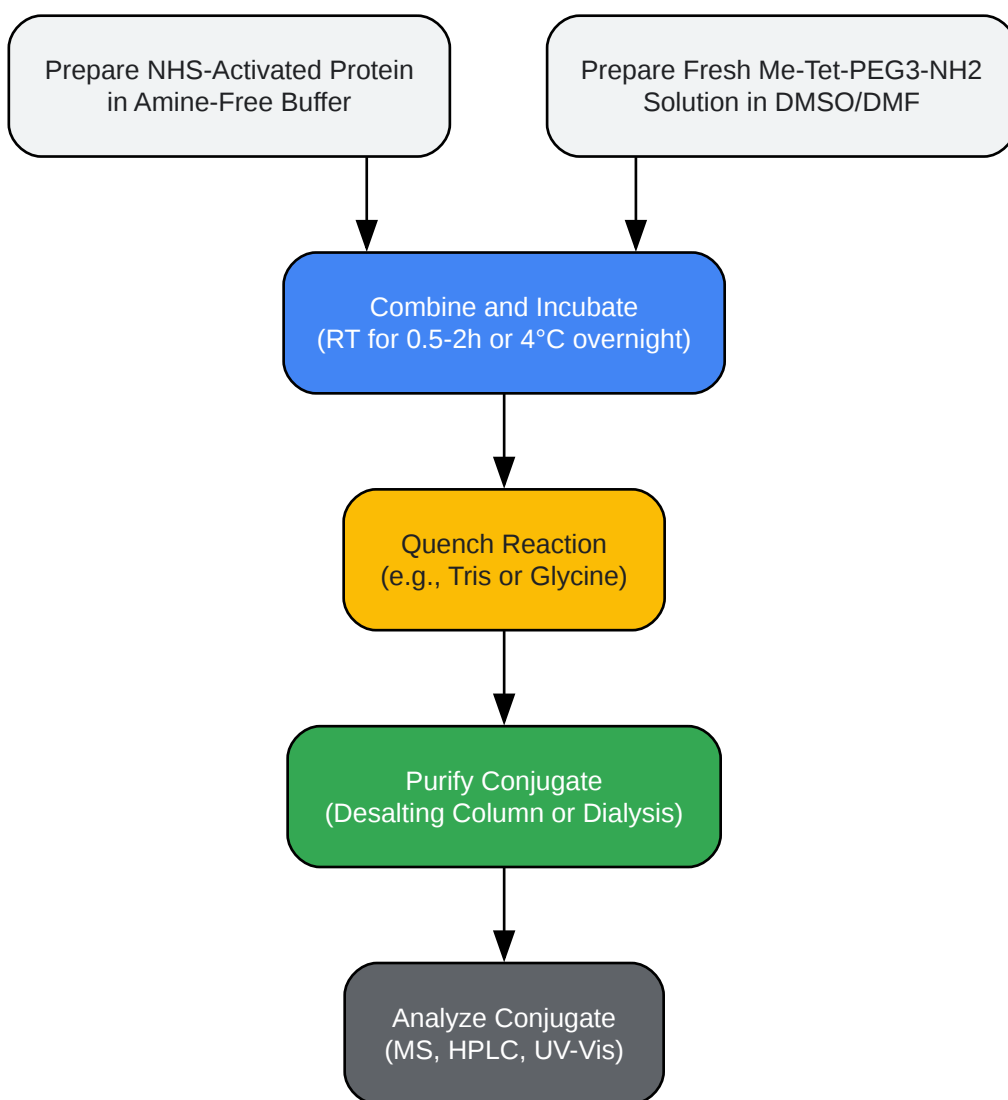 Prepare NHS-Activated Protein
in Amine-Free Buffer
Prepare Fresh Me-Tet-PEG3-NH2
Solution in DMSO/DMF
Combine and Incubate
(RT for 0.5-2h or 4°C overnight)
Quench Reaction
(e.g., Tris or Glycine)
Purify Conjugate
(Desalting Column or Dialysis)
Analyze Conjugate
(MS, HPLC, UV-Vis)